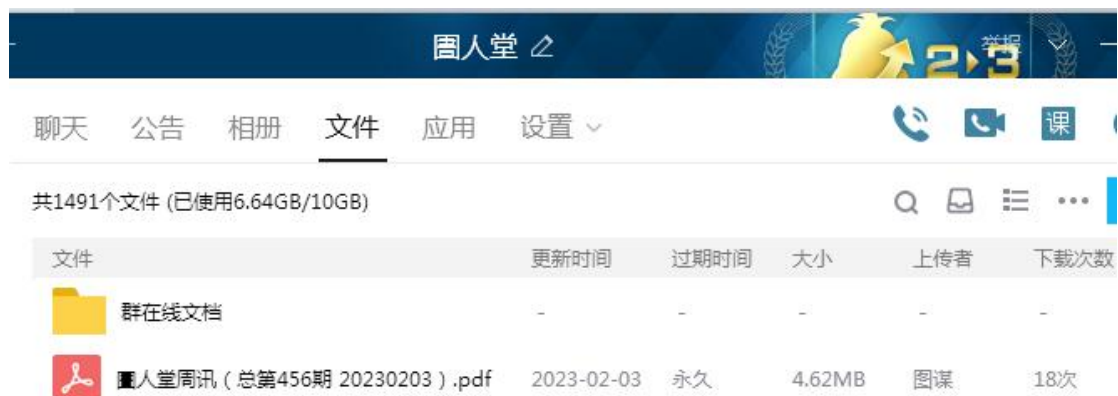 圕人堂
举报
2 3
聊天 公告 相册 文件 应用 设置
课
共1491个文件 (已使用6.64GB/10GB)
文件 更新时间 过期时间 大小 上传者 下载次数
群在线文档 - - - - -
圕人堂周讯（总第456期 20230203）.pdf 2023-02-03 永久 4.62MB 图谋 18次